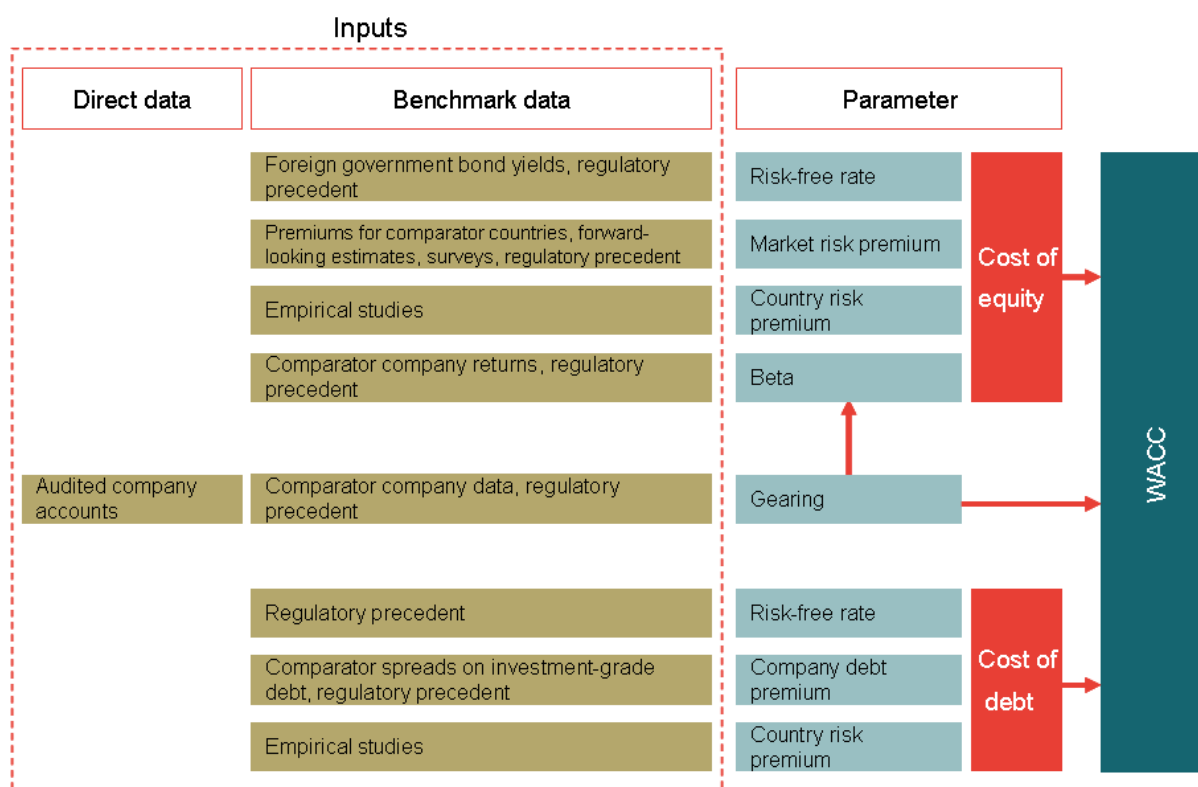 Inputs
Direct data
Benchmark data
Parameter
Foreign government bond yields, regulatory
precedent
Risk-free rate
Premiums for comparator countries, forward-
looking estimates, surveys, regulatory precedent
Market risk premium
Empirical studies
Country risk
premium
Comparator company returns, regulatory
precedent
Beta
Cost of
equity
Audited company
accounts
Comparator company data, regulatory
precedent
Gearing
WACC
Regulatory precedent
Risk-free rate
Comparator spreads on investment-grade
debt, regulatory precedent
Company debt
premium
Empirical studies
Country risk
premium
Cost of
debt